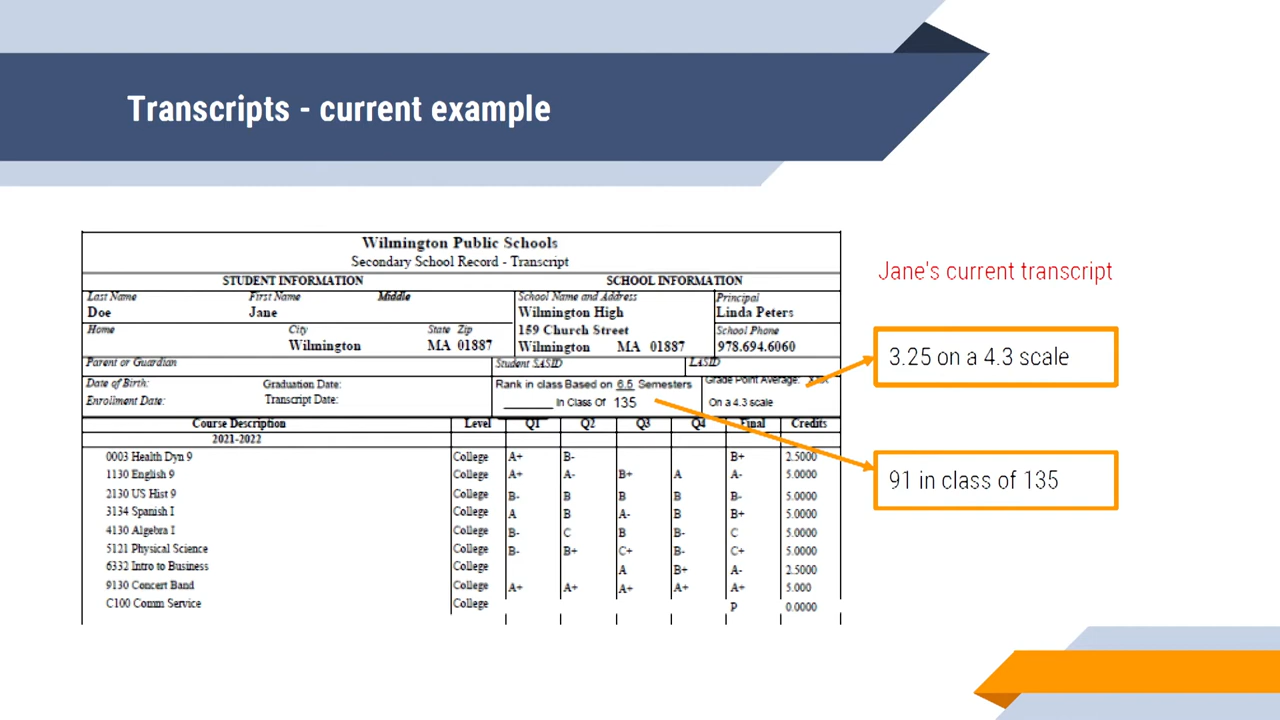 Transcripts - current example
Wilmington Public Schools
Secondary School Record - Transcript
STUDENT INFORMATION SCHOOL INFORMATION
Last Name First Name Middle School Name and Address Principal
Doe Jane Wilmington High Linda Peters
Home City State Zip 159 Church Street School Phone
Wilmington MA 01887 Wilmington MA 01887 978.694.6060
Parent or Guardian Student SASID LASID
Date of Birth: Graduation Date: Rank in class Based on 6.5 Semesters Grade Point Average:
Enrollment Date: Transcript Date: In Class Of 135 On a 4.3 scale
Course Description Level Q1 Q2 Q3 Q4 Final Credits
2021-2022
0003 Health Dyn 9 College A+ B- B+ 2.5000
1130 English 9 College A+ A- B+ A A- 5.0000
2130 US Hist 9 College B- B B B B- 5.0000
3134 Spanish I College A B A- B B+ 5.0000
4130 Algebra I College B- C B B- C 5.0000
5121 Physical Science College B- B+ C+ B- C+ 5.0000
6332 Intro to Business College A B+ A- 2.5000
9130 Concert Band College A+ A+ A+ A+ A+ 5.000
C100 Comm Service College P 0.0000
Jane's current transcript
3.25 on a 4.3 scale
91 in class of 135